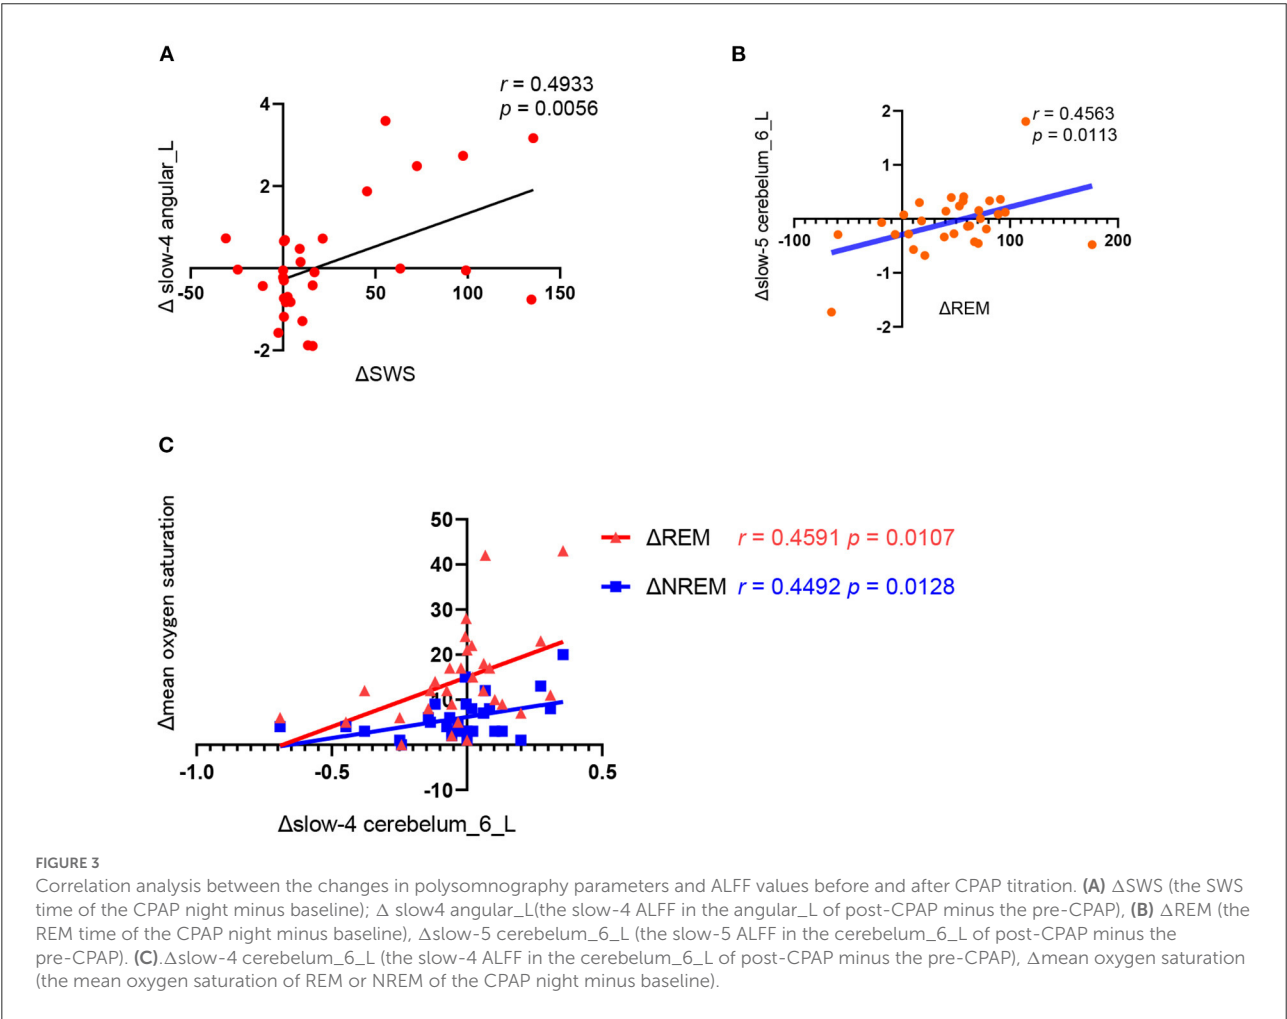 A
r = 0.4933
p = 0.0056
Δ slow-4 angular_L
4
2
-2
-50
50
100
150
ΔSWS
B
r = 0.4563
p = 0.0113
Δslow-5 cerebelum_6_L
2
1
-1
-2
-100
100
200
ΔREM
C
Δmean oxygen saturation
50
40
30
20
10
-10
-1.0
-0.5
0.5
Δslow-4 cerebelum_6_L
ΔREM r = 0.4591 p = 0.0107
ΔNREM r = 0.4492 p = 0.0128
FIGURE 3
Correlation analysis between the changes in polysomnography parameters and ALFF values before and after CPAP titration. (A) ΔSWS (the SWS
time of the CPAP night minus baseline); Δ slow4 angular_L(the slow-4 ALFF in the angular_L of post-CPAP minus the pre-CPAP), (B) ΔREM (the
REM time of the CPAP night minus baseline), Δslow-5 cerebelum_6_L (the slow-5 ALFF in the cerebelum_6_L of post-CPAP minus the
pre-CPAP). (C).Δslow-4 cerebelum_6_L (the slow-4 ALFF in the cerebelum_6_L of post-CPAP minus the pre-CPAP), Δmean oxygen saturation
(the mean oxygen saturation of REM or NREM of the CPAP night minus baseline).